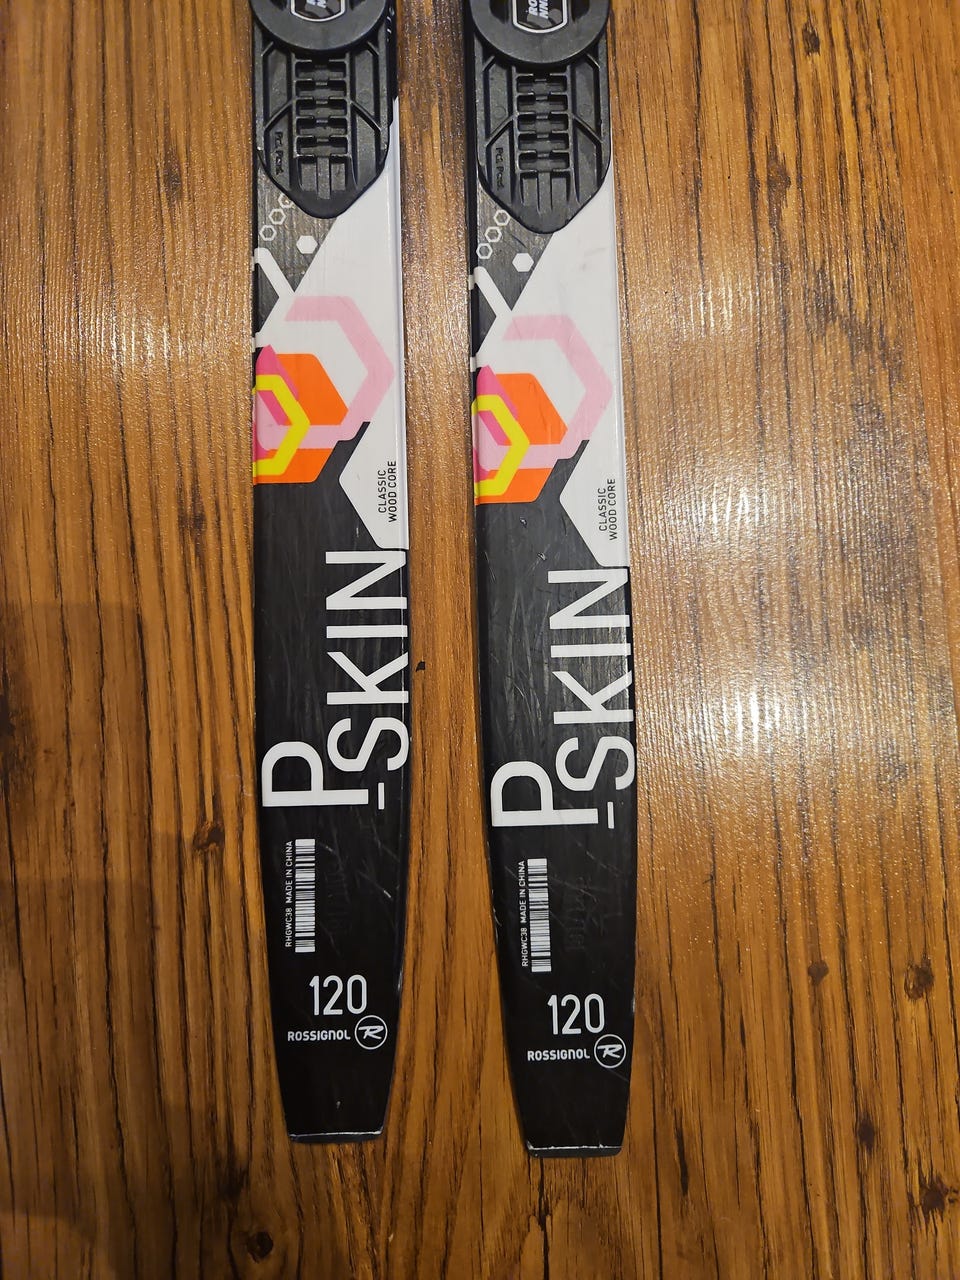 CLASSIC
WOOD CORE
P_SKIN
RHGWC38 MADE IN CHINA
120
ROSSIGNOL R
CLASSIC
WOOD CORE
P_SKIN
RHGWC38 MADE IN CHINA
120
ROSSIGNOL R